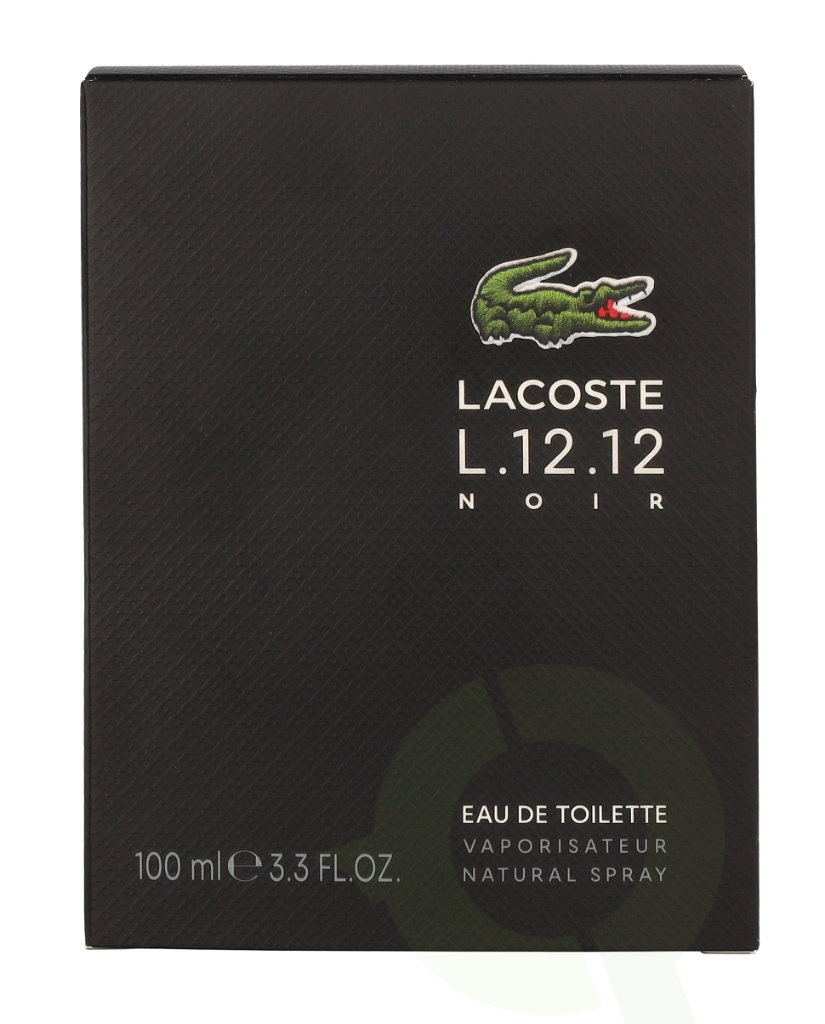 LACOSTE
L.12.12
NOIR
EAU DE TOILETTE
VAPORISATEUR
NATURAL SPRAY
100 ml ℮ 3.3 FL.OZ.